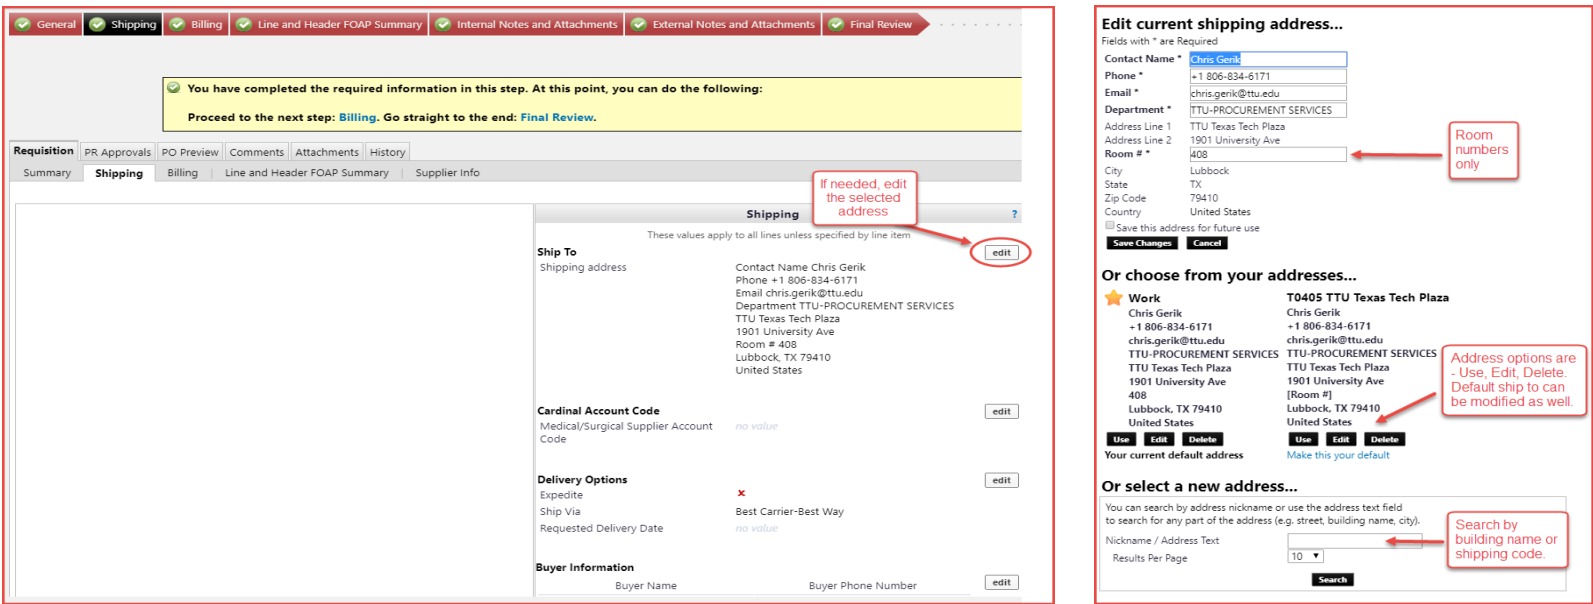 General Shipping Billing Line and Header FOAP Summary Internal Notes and Attachments External Notes and Attachments Final Review
You have completed the required information in this step. At this point, you can do the following:
Proceed to the next step: Billing. Go straight to the end: Final Review.
Requisition PR Approvals PO Preview Comments Attachments History
Summary Shipping Billing Line and Header FOAP Summary Supplier Info
If needed, edit
the selected
address
Shipping ?
These values apply to all lines unless specified by line item
Ship To edit
Shipping address Contact Name Chris Gerik
Phone +1 806-834-6171
Email chris.gerik@ttu.edu
Department TTU-PROCUREMENT SERVICES
TTU Texas Tech Plaza
1901 University Ave
Room # 408
Lubbock, TX 79410
United States
Cardinal Account Code edit
Medical/Surgical Supplier Account no value
Code
Delivery Options edit
Expedite x
Ship Via Best Carrier-Best Way
Requested Delivery Date no value
Buyer Information edit
Buyer Name Buyer Phone Number
Edit current shipping address...
Fields with * are Required
Contact Name * Chris Gerik
Phone * +1 806-834-6171
Email * chris.gerik@ttu.edu
Department * TTU-PROCUREMENT SERVICES
Address Line 1 TTU Texas Tech Plaza
Address Line 2 1901 University Ave
Room # * 408
City Lubbock
State TX
Zip Code 79410
Country United States
Save this address for future use
Save Changes Cancel
Room
numbers
only
Or choose from your addresses...
Work T0405 TTU Texas Tech Plaza
Chris Gerik Chris Gerik
+1 806-834-6171 +1 806-834-6171
chris.gerik@ttu.edu chris.gerik@ttu.edu
TTU-PROCUREMENT SERVICES TTU-PROCUREMENT SERVICES
TTU Texas Tech Plaza TTU Texas Tech Plaza
1901 University Ave 1901 University Ave
408 [Room #]
Lubbock, TX 79410 Lubbock, TX 79410
United States United States
Use Edit Delete Use Edit Delete
Your current default address Make this your default
Address options are
- Use, Edit, Delete.
Default ship to can
be modified as well.
Or select a new address...
You can search by address nickname or use the address text field
to search for any part of the address (e.g. street, building name, city).
Nickname / Address Text
Results Per Page 10
Search
Search by
building name or
shipping code.